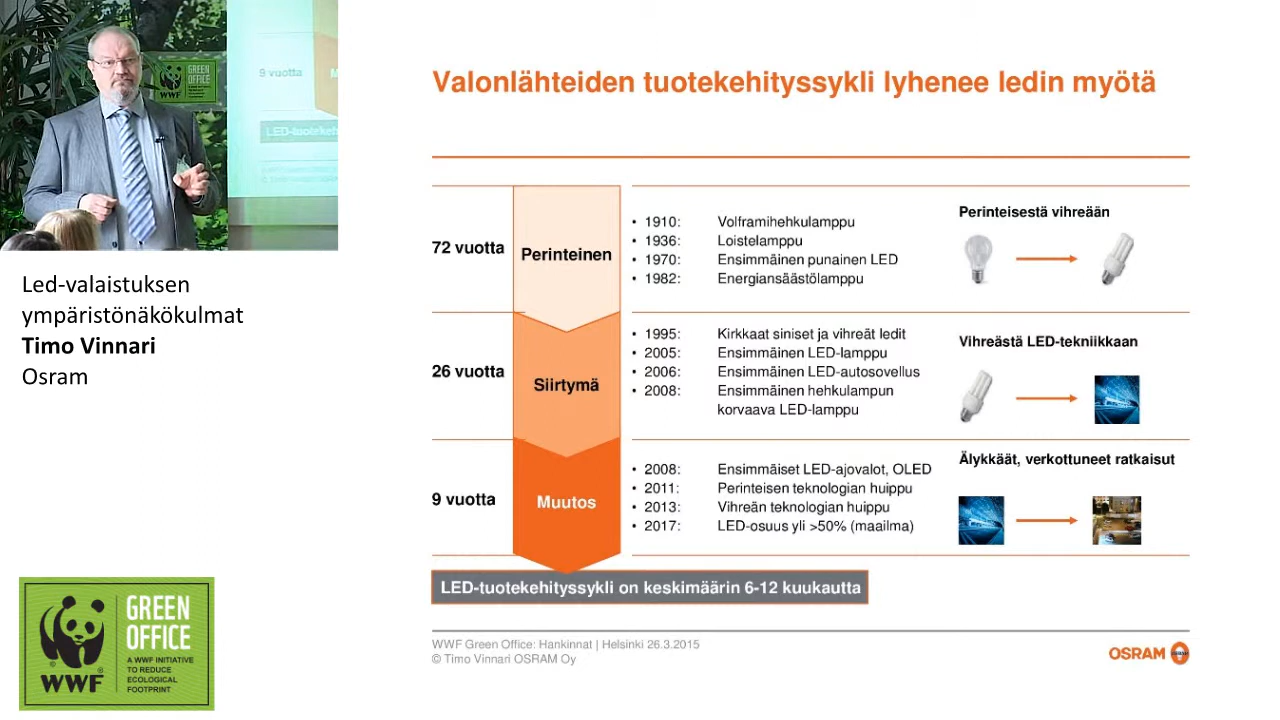 WWF
GREEN
OFFICE
9 vuotta
Led-valaistuksen
ympäristönäkökulmat
Timo Vinnari
Osram
GREEN
OFFICE
A WWF INITIATIVE
TO REDUCE
ECOLOGICAL
FOOTPRINT
WWF
Valonlähteiden tuotekehityssykli lyhenee ledin myötä
72 vuotta
Perinteinen
• 1910: Volframihehkulamppu
• 1936: Loistelamppu
• 1970: Ensimmäinen punainen LED
• 1982: Energiansäästölamppu
Perinteisestä vihreään
26 vuotta
Siirtymä
• 1995: Kirkkaat siniset ja vihreät ledit
• 2005: Ensimmäinen LED-lamppu
• 2006: Ensimmäinen LED-autosovellus
• 2008: Ensimmäinen hehkulampun
korvaava LED-lamppu
Vihreästä LED-tekniikkaan
9 vuotta
Muutos
• 2008: Ensimmäiset LED-ajovalot, OLED
• 2011: Perinteisen teknologian huippu
• 2013: Vihreän teknologian huippu
• 2017: LED-osuus yli >50% (maailma)
Älykkäät, verkottuneet ratkaisut
LED-tuotekehityssykli on keskimäärin 6-12 kuukautta
WWF Green Office: Hankinnat | Helsinki 26.3.2015
© Timo Vinnari OSRAM Oy
OSRAM